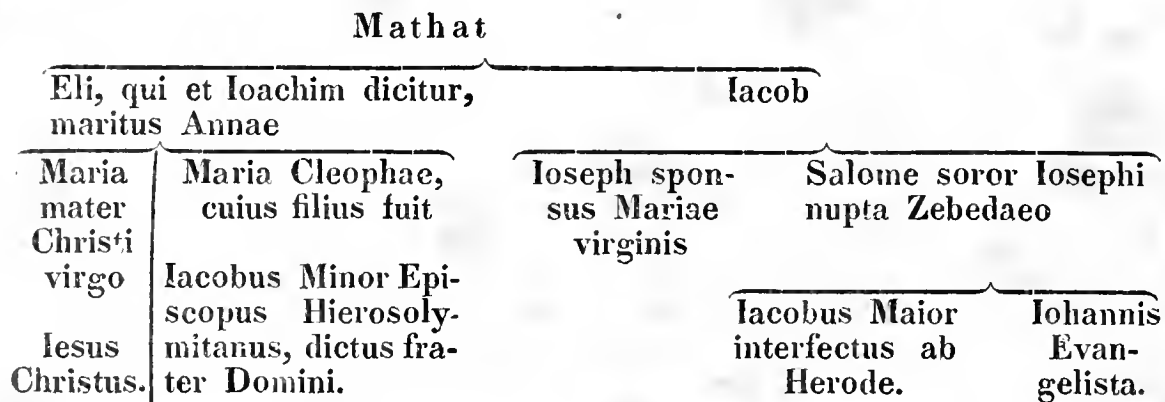 Mathat
Eli, qui et Ioachim dicitur,
maritus Annae
Iacob
Maria
mater
Christi
virgo
Iesus
Christus.
Maria Cleophae,
cuius filius fuit
Iacobus Minor Epi-
scopus Hierosoly-
mitanus, dictus fra-
ter Domini.
Ioseph spon-
sus Mariae
virginis
Salome soror Iosephi
nupta Zebedaeo
Iacobus Maior
interfectus ab
Herode.
Iohannis
Evan-
gelista.